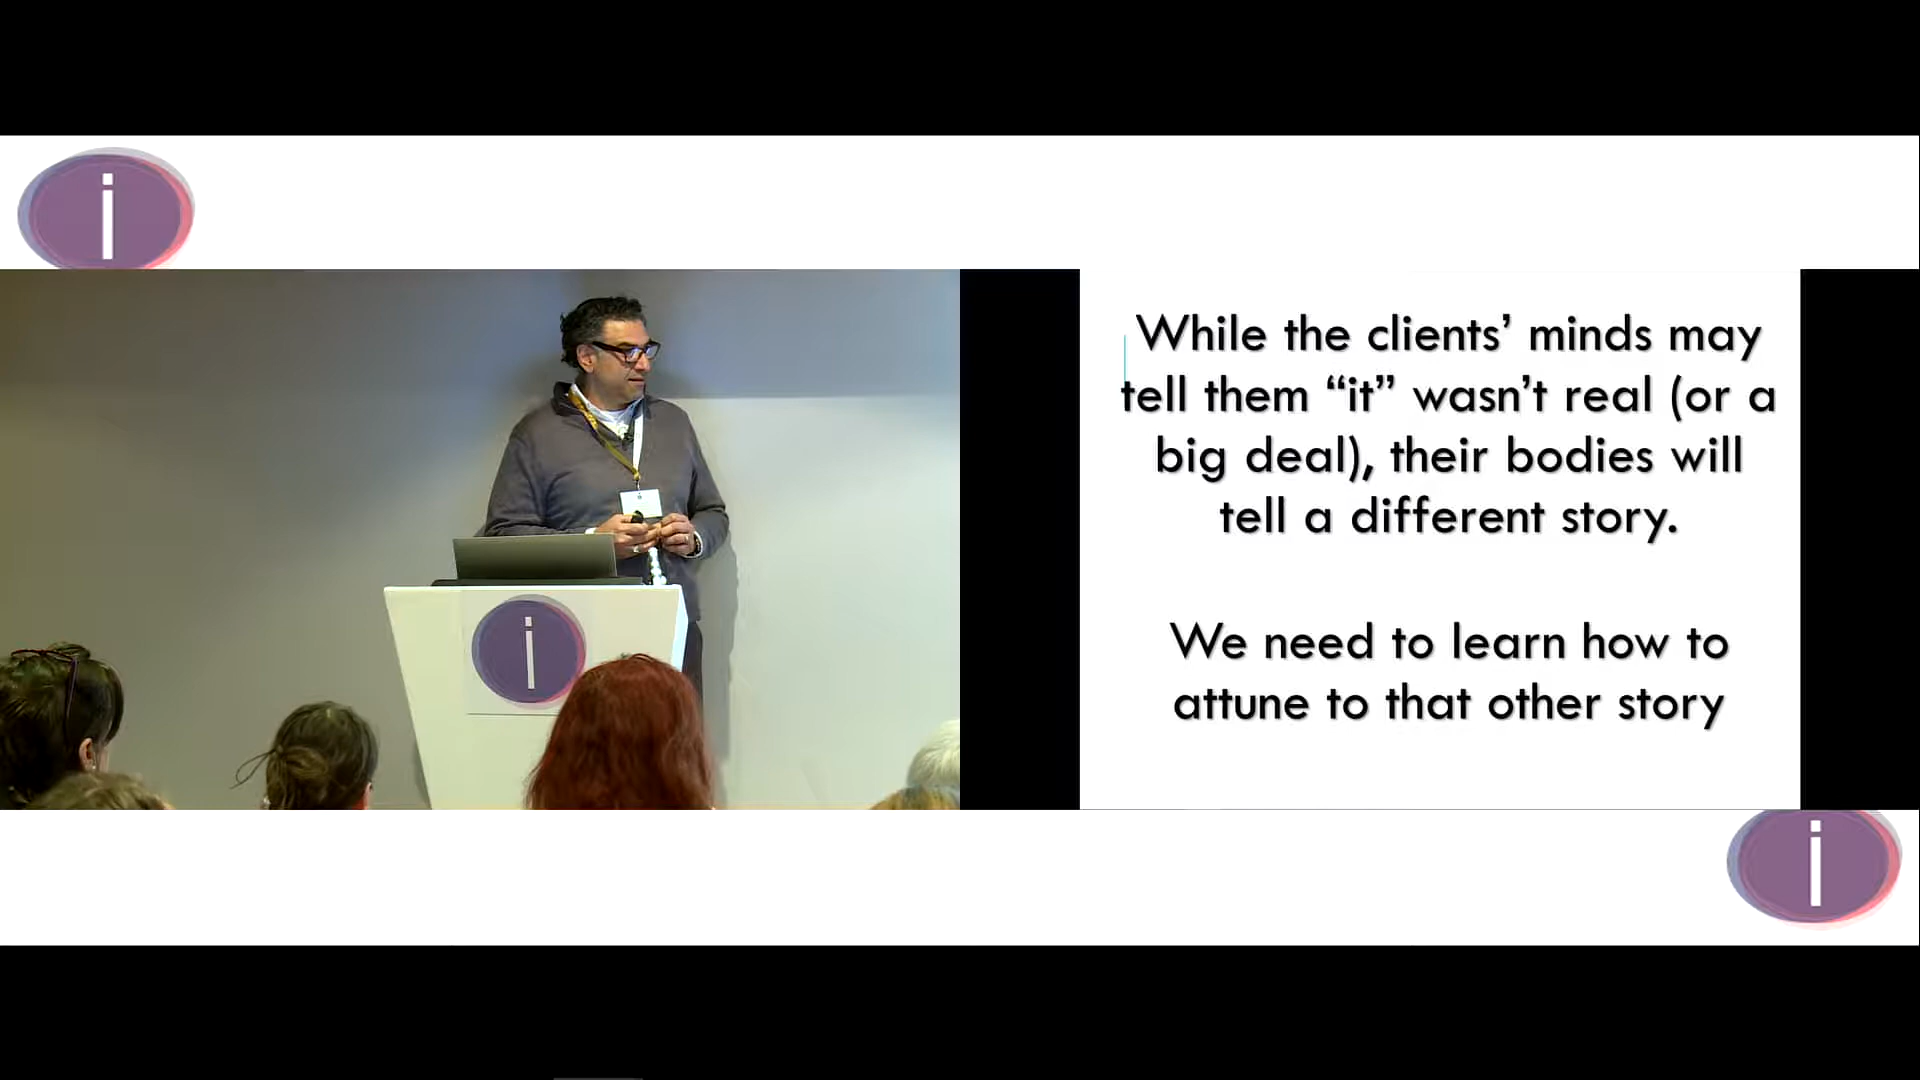 i
While the clients’ minds may
tell them “it” wasn’t real (or a
big deal), their bodies will
tell a different story.
We need to learn how to
attune to that other story
i
i